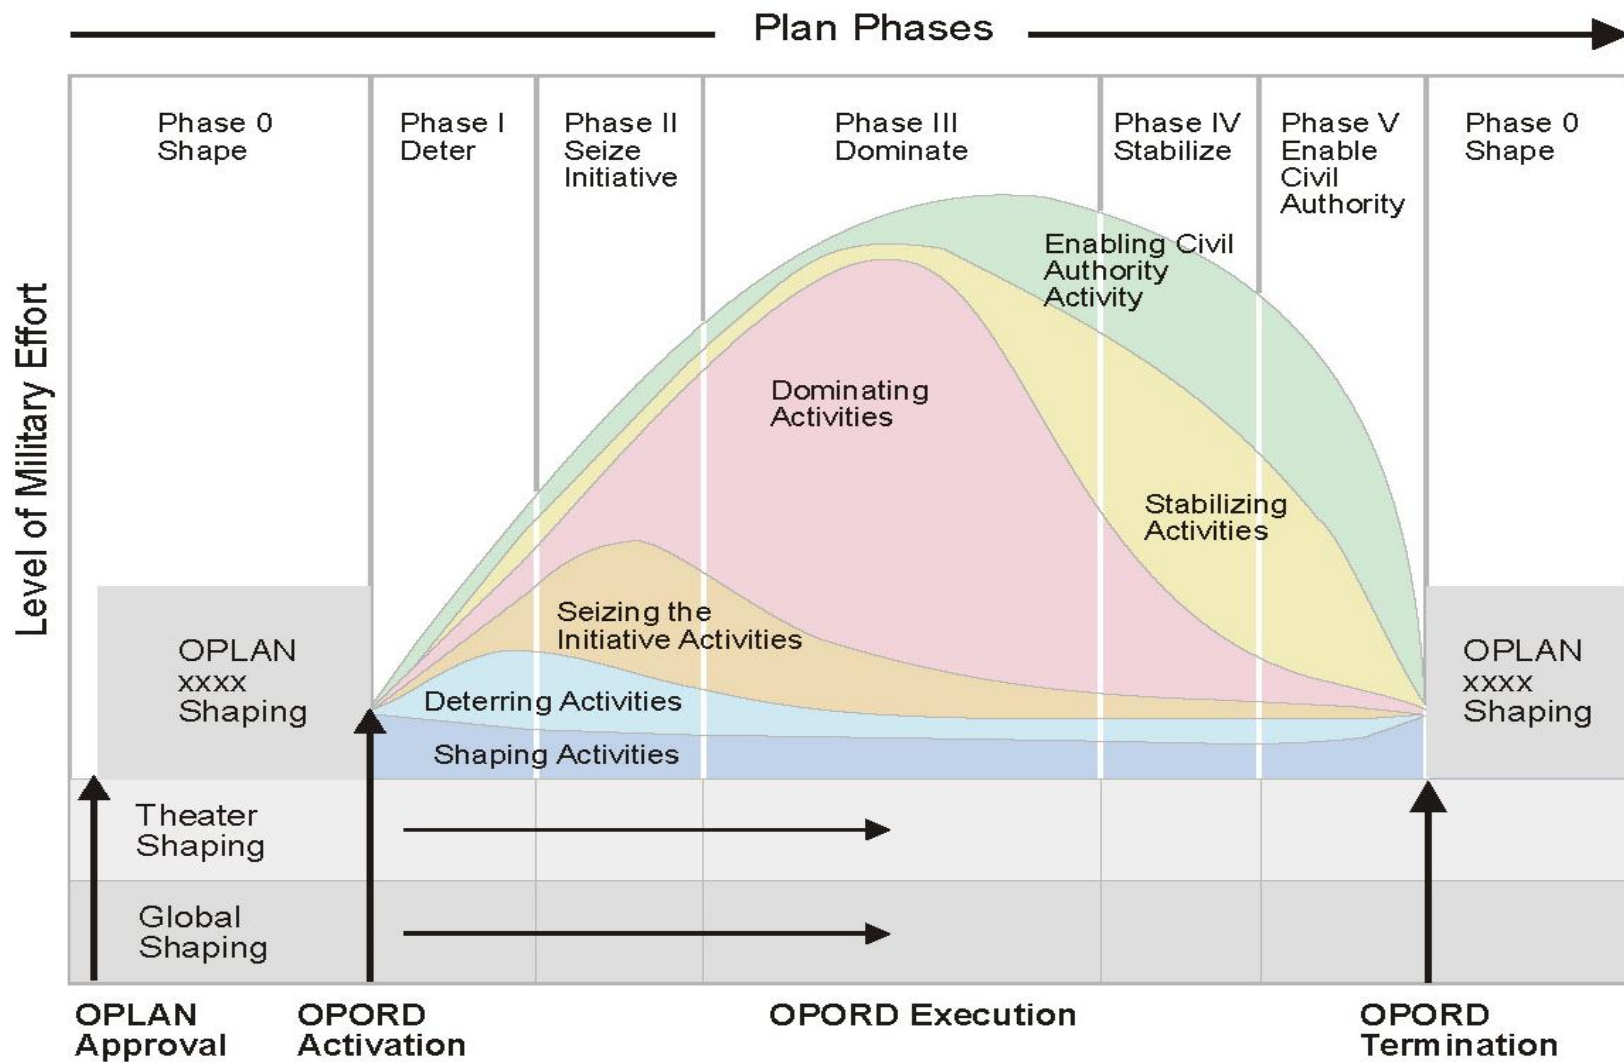 Plan Phases
Phase 0
Shape
Phase I
Deter
Phase II
Seize
Initiative
Phase III
Dominate
Phase IV
Stabilize
Phase V
Enable
Civil
Authority
Phase 0
Shape
Level of Military Effort
Enabling Civil
Authority
Activity
Dominating
Activities
Stabilizing
Activities
Seizing the
Initiative Activities
Deterring Activities
Shaping Activities
OPLAN
xxxx
Shaping
OPLAN
xxxx
Shaping
Theater
Shaping
Global
Shaping
OPLAN
Approval
OPORD
Activation
OPORD Execution
OPORD
Termination